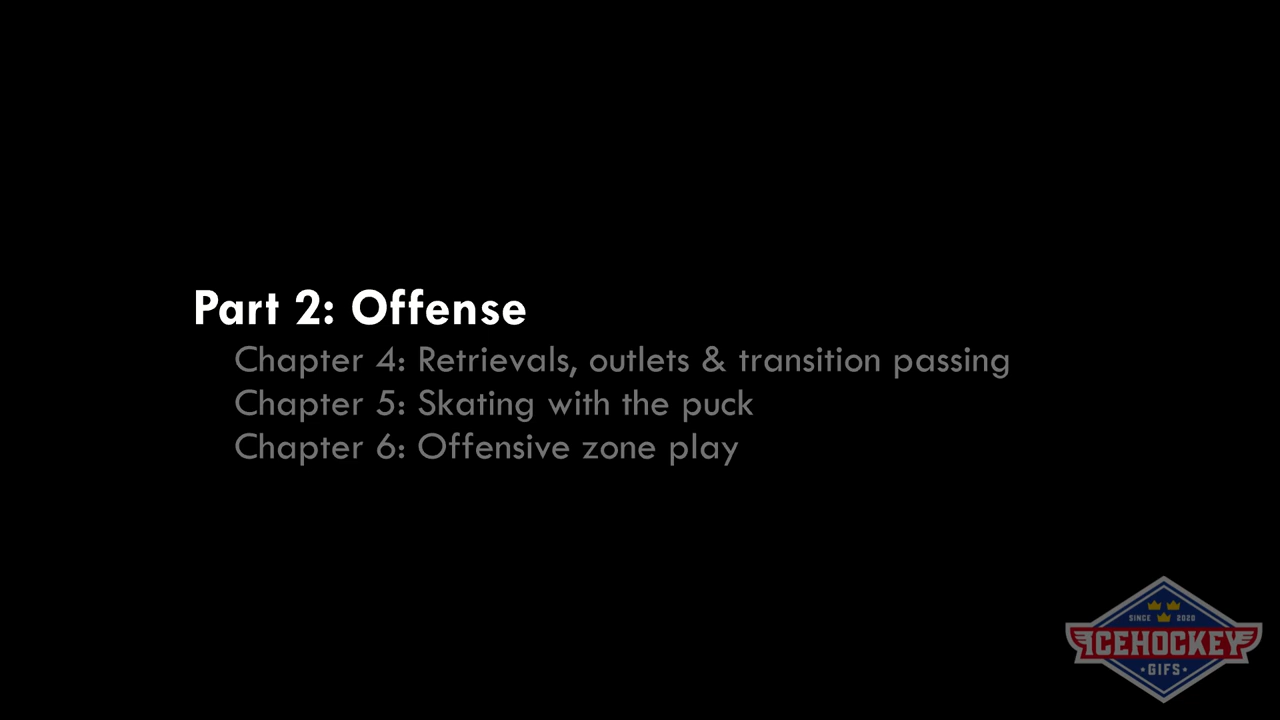 Part 2: Offense
Chapter 4: Retrievals, outlets & transition passing
Chapter 5: Skating with the puck
Chapter 6: Offensive zone play
SINCE 2020
ICEHOCKEY
GIFS